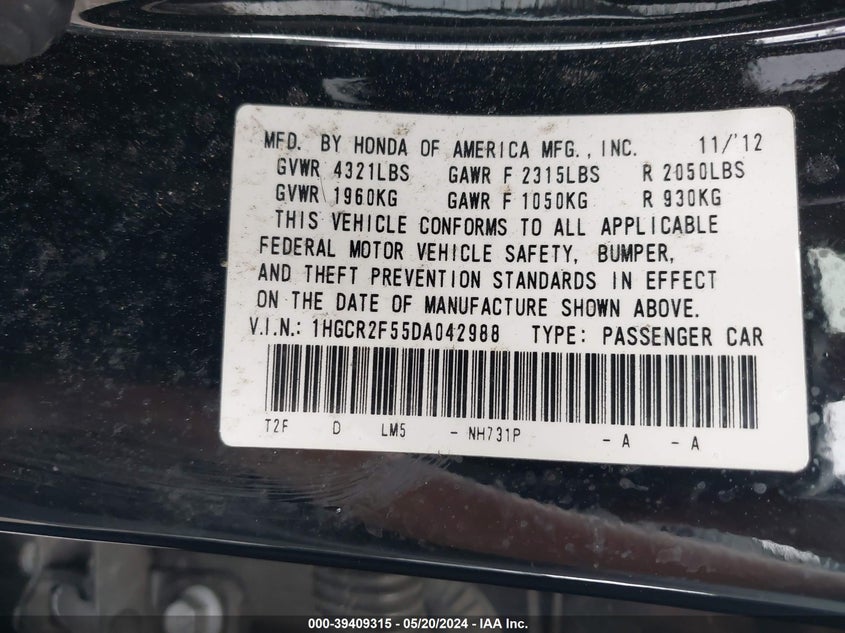 MFD. BY HONDA OF AMERICA MFG., INC. 11/'12
GVWR 4321LBS GAWR F 2315LBS R 2050LBS
GVWR 1960KG GAWR F 1050KG R 930KG
THIS VEHICLE CONFORMS TO ALL APPLICABLE
FEDERAL MOTOR VEHICLE SAFETY, BUMPER,
AND THEFT PREVENTION STANDARDS IN EFFECT
ON THE DATE OF MANUFACTURE SHOWN ABOVE.
V.I.N.: 1HGCR2F55DA042988 TYPE: PASSENGER CAR
T2F D LM5 - NH731P - A - A
000-39409315 - 05/20/2024 - IAA Inc.